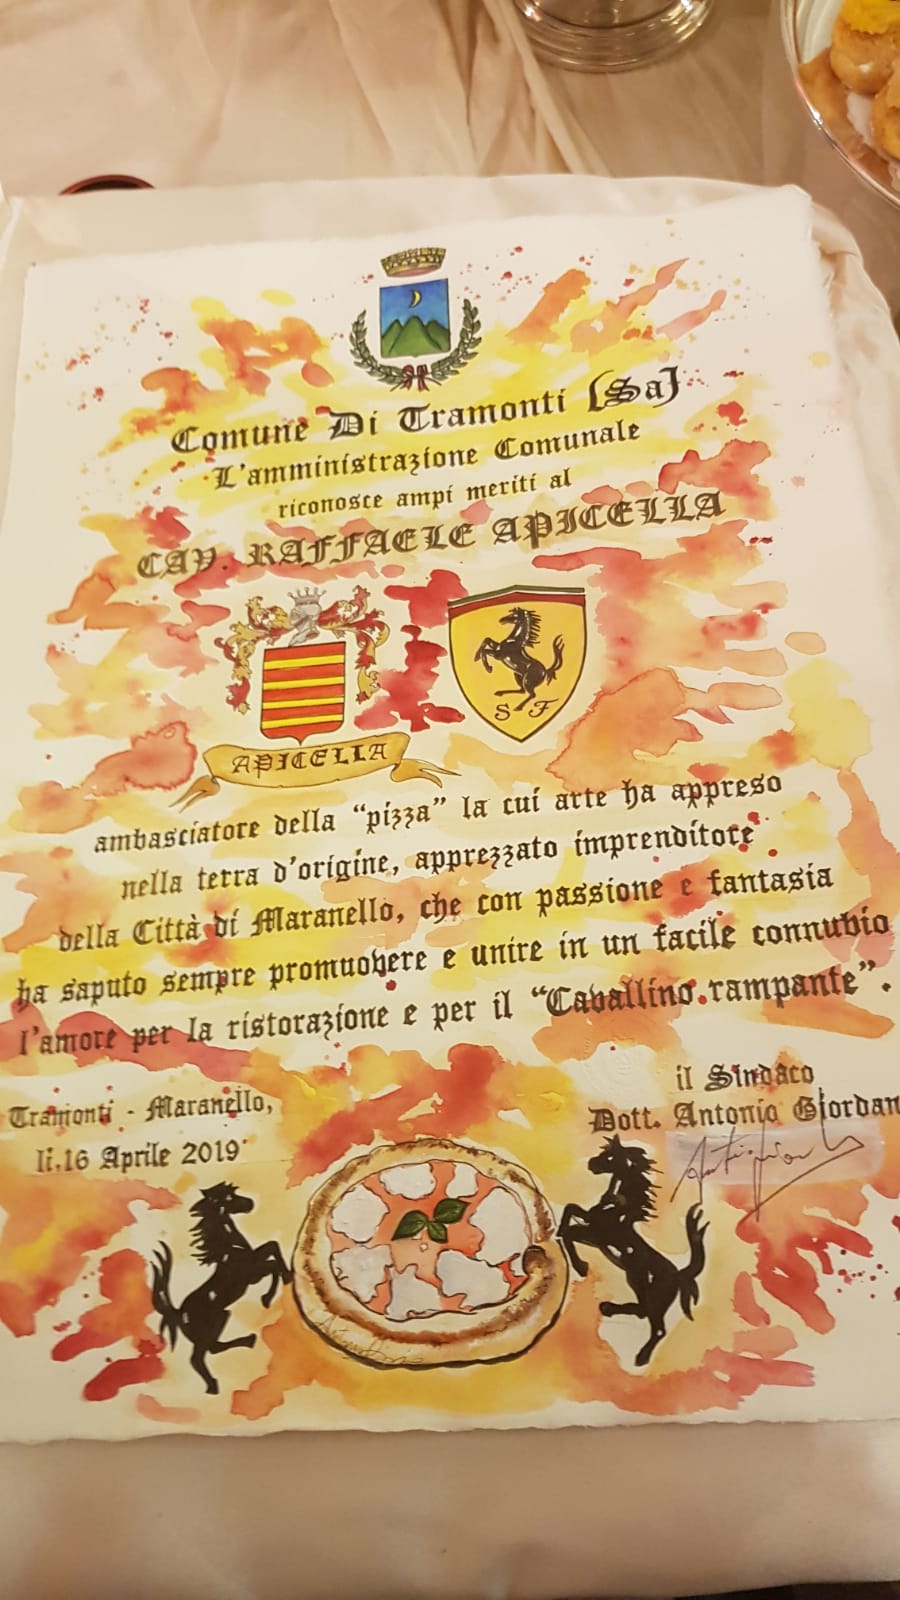 Comune Di Tramonti (Sa)
L'amministrazione Comunale
riconosce ampi meriti al
CAV. RAFFAELE APICELLA
S F
APICELLA
ambasciatore della "pizza" la cui arte ha appreso
nella terra d'origine, apprezzato imprenditore
della Città di Maranello, che con passione e fantasia
ha saputo sempre promuovere e unire in un facile connubio
l'amore per la ristorazione e per il "Cavallino rampante".
Tramonti - Maranello,
li.16 Aprile 2019
il Sindaco
Dott. Antonio Giordan